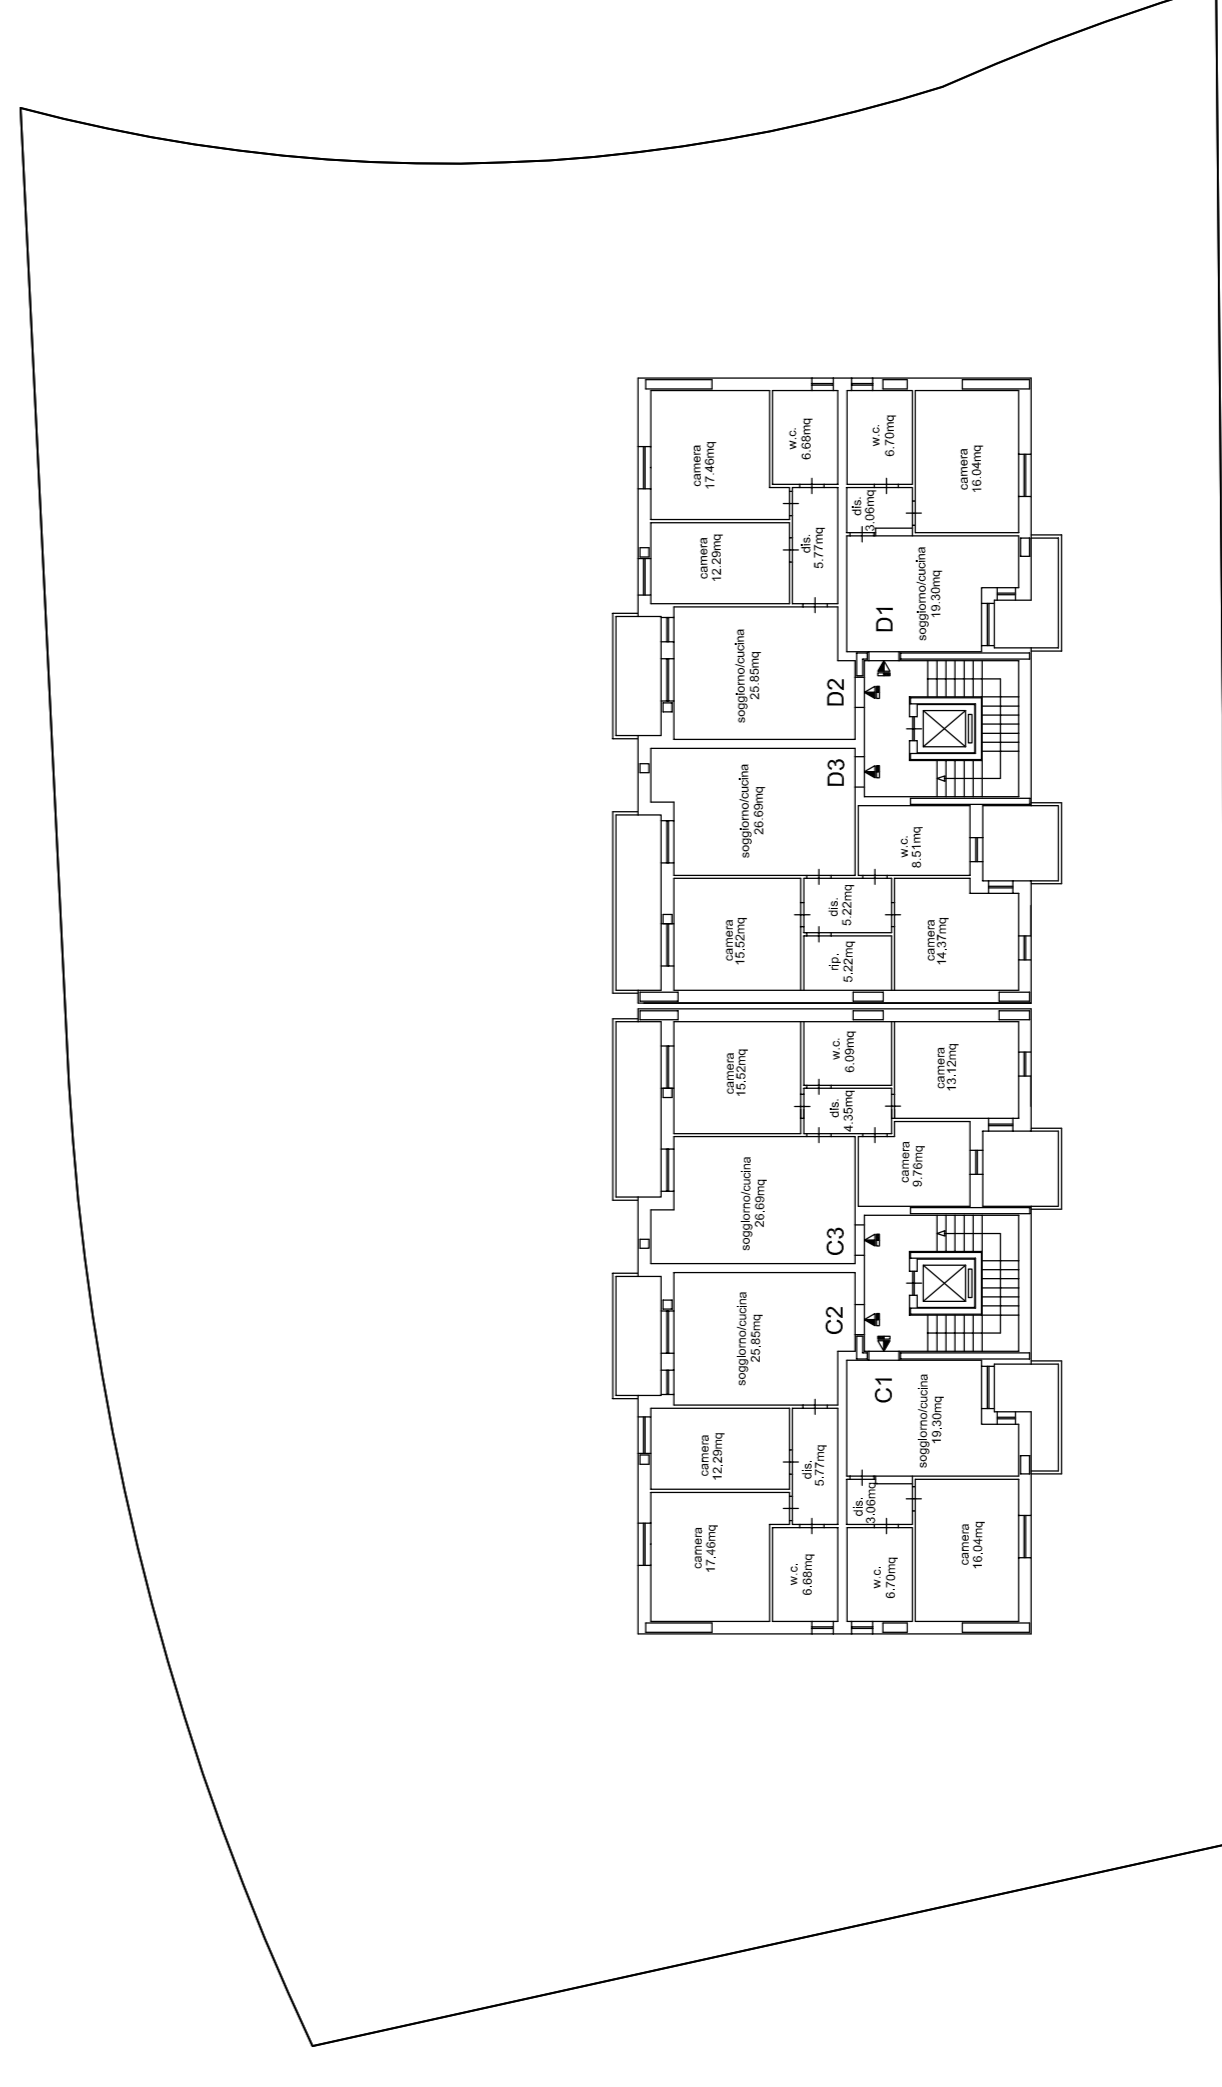 camera
17.46mq
w.c.
6.68mq
w.c.
6.70mq
camera
16.04mq
dis.
3.06mq
camera
12.29mq
dis.
5.77mq
soggiorno/cucina
19.30mq
D1
soggiorno/cucina
25.85mq
D2
D3
soggiorno/cucina
26.69mq
w.c.
8.51mq
camera
15.52mq
dis.
5.22mq
camera
14.37mq
rip.
5.22mq
camera
15.52mq
w.c.
6.09mq
camera
13.12mq
dis.
4.35mq
camera
9.76mq
soggiorno/cucina
26.69mq
C3
C2
soggiorno/cucina
25.85mq
C1
soggiorno/cucina
19.30mq
camera
12.29mq
dis.
5.77mq
dis.
3.06mq
camera
17.46mq
w.c.
6.68mq
w.c.
6.70mq
camera
16.04mq